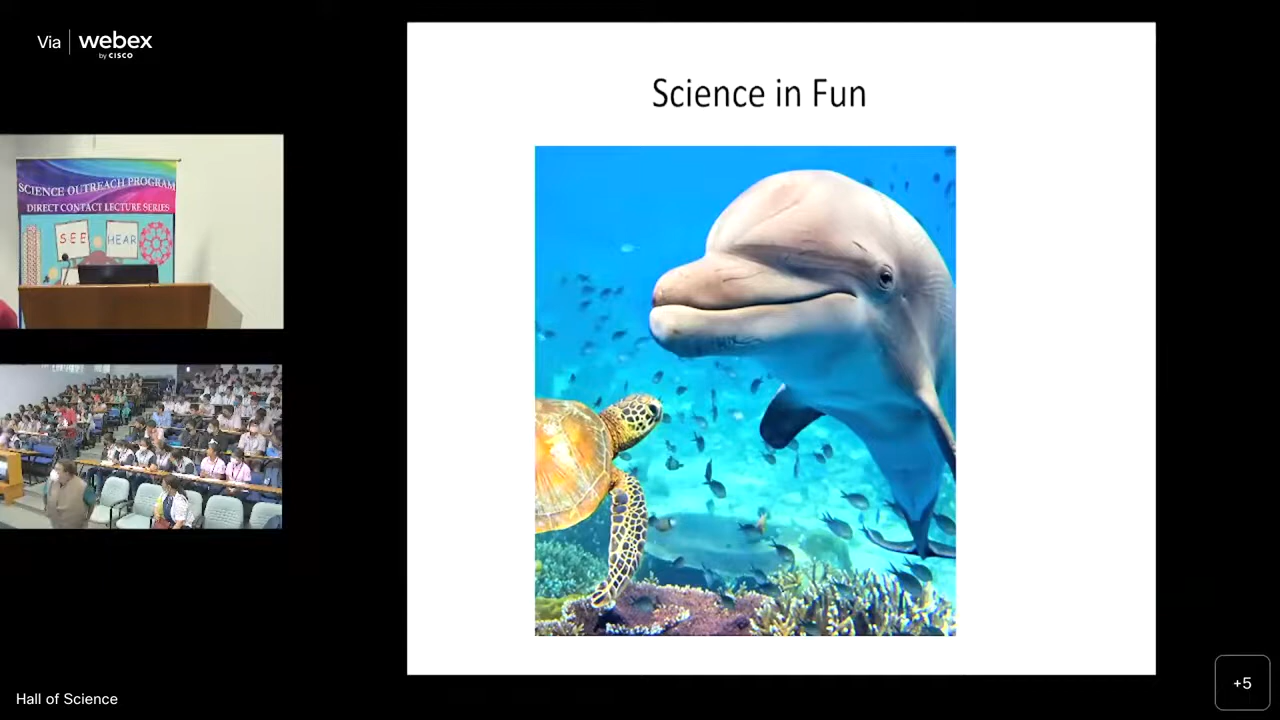 Via webex
by CISCO
Science in Fun
SCIENCE OUTREACH PROGRAM
DIRECT CONTACT LECTURE SERIES
SEE
HEAR
Hall of Science
+5